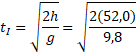 t_I = √(2h/g) = √(2(52,0)/9,8)